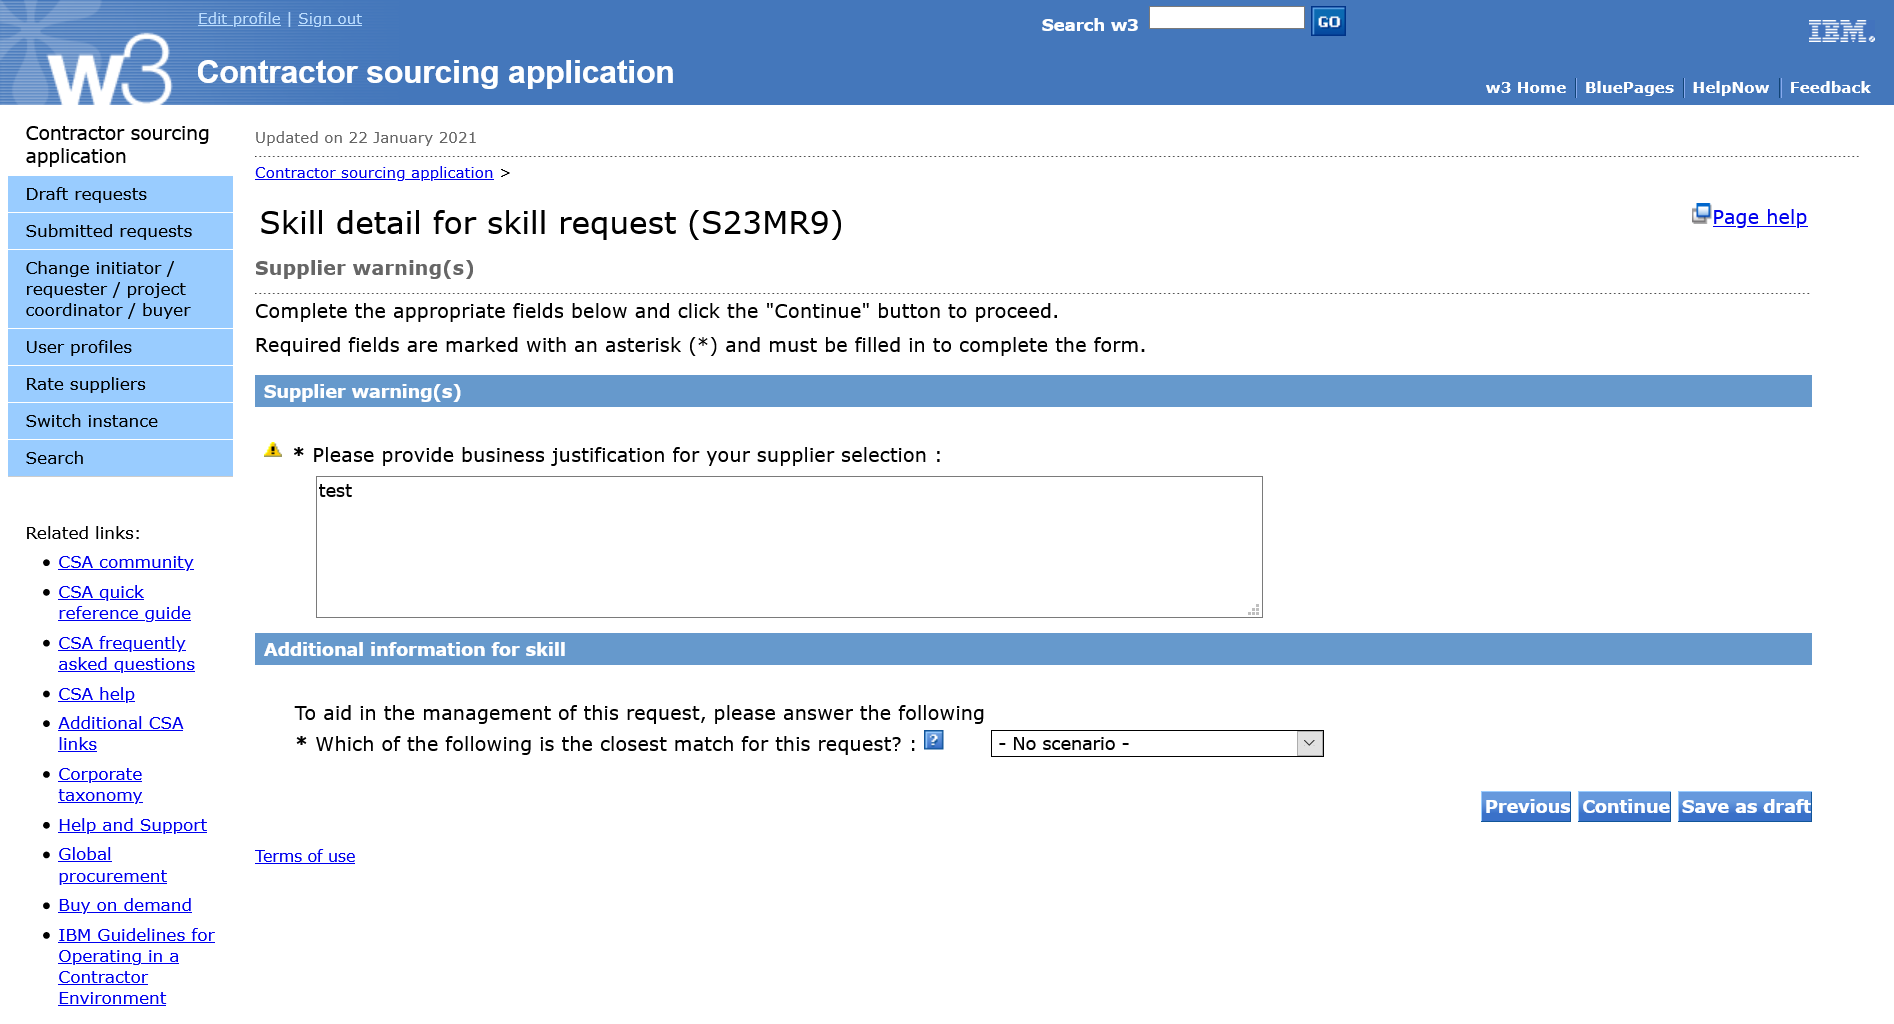 Edit profile | Sign out
Search w3
GO
IBM.
w3
Contractor sourcing application
w3 Home | BluePages | HelpNow | Feedback
Contractor sourcing
application
Draft requests
Submitted requests
Change initiator /
requester / project
coordinator / buyer
User profiles
Rate suppliers
Switch instance
Search
Related links:
• CSA community
• CSA quick
reference guide
• CSA frequently
asked questions
• CSA help
• Additional CSA
links
• Corporate
taxonomy
• Help and Support
• Global
procurement
• Buy on demand
• IBM Guidelines for
Operating in a
Contractor
Environment
Updated on 22 January 2021
Contractor sourcing application >
Skill detail for skill request (S23MR9)
Page help
Supplier warning(s)
Complete the appropriate fields below and click the "Continue" button to proceed.
Required fields are marked with an asterisk (*) and must be filled in to complete the form.
Supplier warning(s)
* Please provide business justification for your supplier selection :
test
Additional information for skill
To aid in the management of this request, please answer the following
* Which of the following is the closest match for this request? : ?
- No scenario -
Previous Continue Save as draft
Terms of use